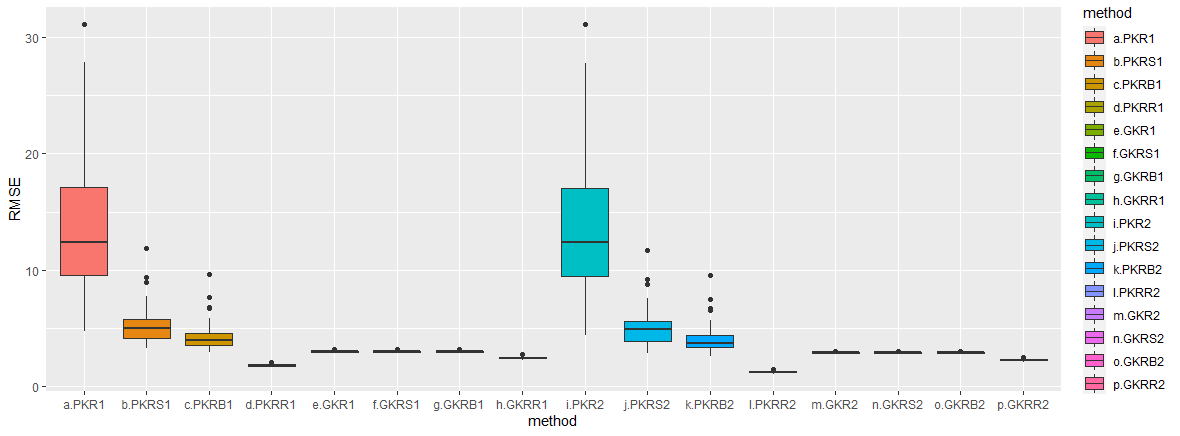 RMSE
30
20
10
0
a.PKR1 b.PKRS1 c.PKRB1 d.PKRR1 e.GKR1 f.GKRS1 g.GKRB1 h.GKRR1 i.PKR2 j.PKRS2 k.PKRB2 l.PKRR2 m.GKR2 n.GKRS2 o.GKRB2 p.GKRR2
method
method
a.PKR1
b.PKRS1
c.PKRB1
d.PKRR1
e.GKR1
f.GKRS1
g.GKRB1
h.GKRR1
i.PKR2
j.PKRS2
k.PKRB2
l.PKRR2
m.GKR2
n.GKRS2
o.GKRB2
p.GKRR2